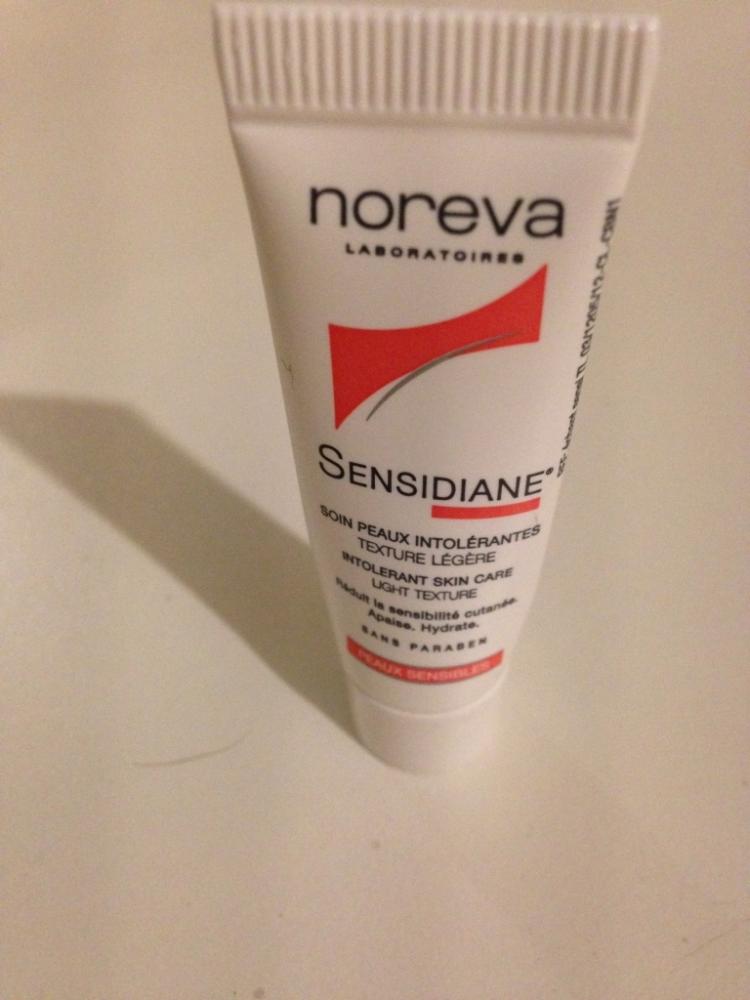 noreva
LABORATOIRES
SENSIDIANE
SOIN PEAUX INTOLÉRANTES
TEXTURE LÉGÈRE
INTOLERANT SKIN CARE
LIGHT TEXTURE
Réduit la sensibilité cutanée.
Apaise. Hydrate.
SANS PARABEN
PEAUX SENSIBLES